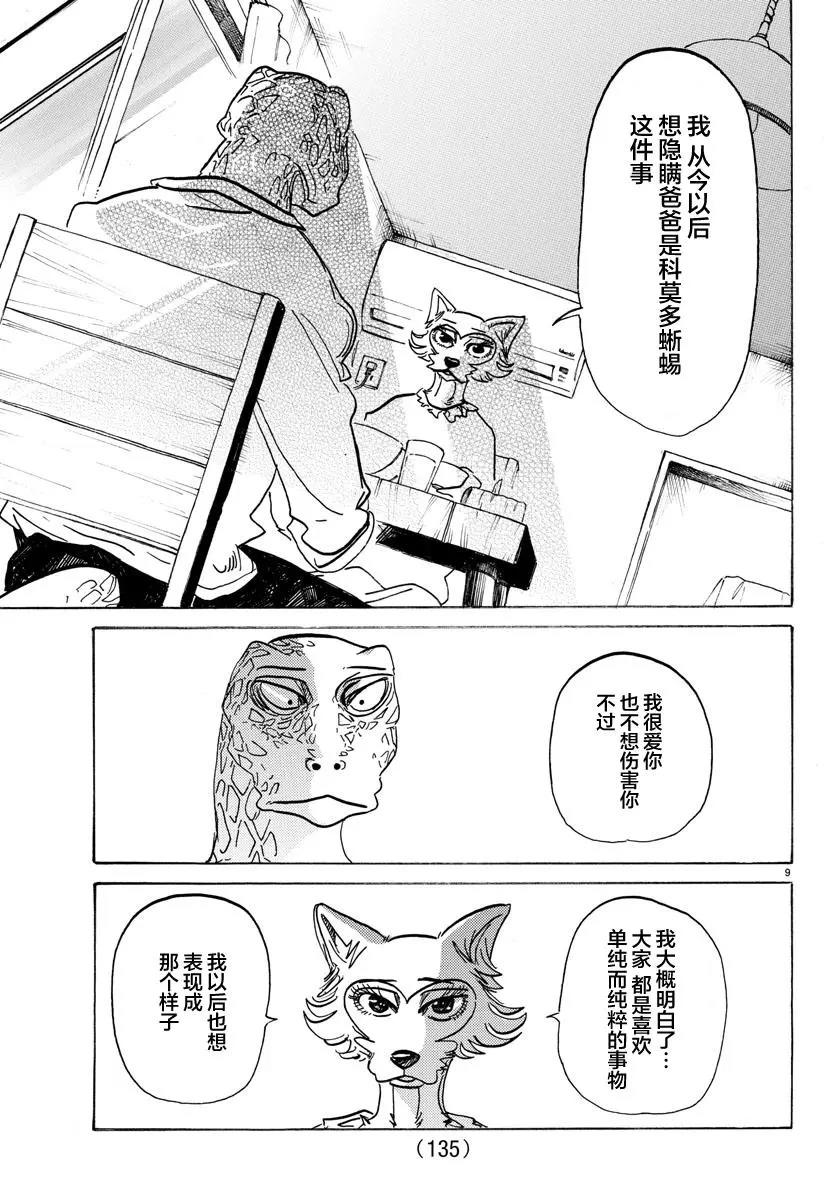 我 从今以后
想隐瞒爸爸是科莫多蜥蜴
这件事
我很爱你
也不想伤害你
不过
9
我大概明白了…
大家 都是喜欢
单纯而纯粹的事物
我以后也想
表现成
那个样子
（135）